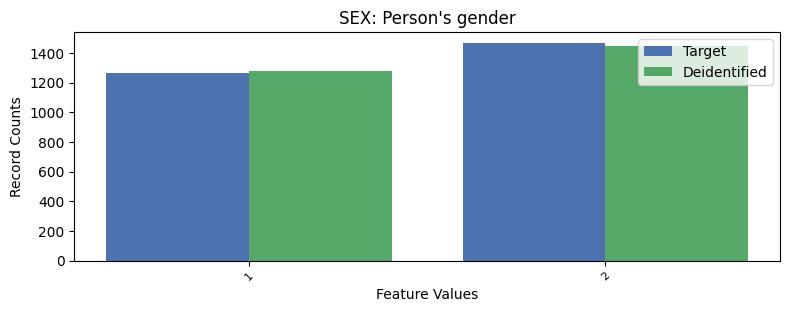 SEX: Person's gender
Target
Deidentified
Record Counts
1400
1200
1000
800
600
400
200
0
1
2
Feature Values